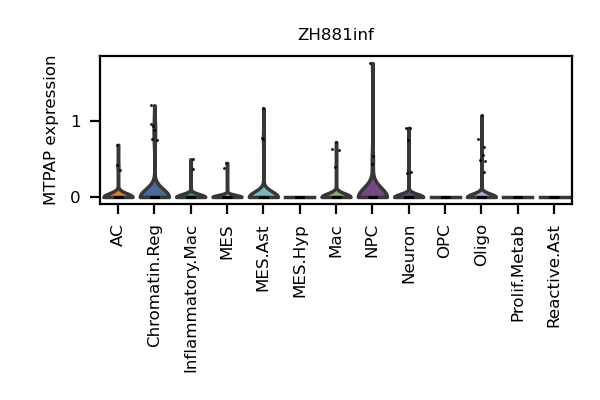 ZH881inf
MTPAP expression
1
0
AC
Chromatin.Reg
Inflammatory.Mac
MES
MES.Ast
MES.Hyp
Mac
NPC
Neuron
OPC
Oligo
Prolif.Metab
Reactive.Ast